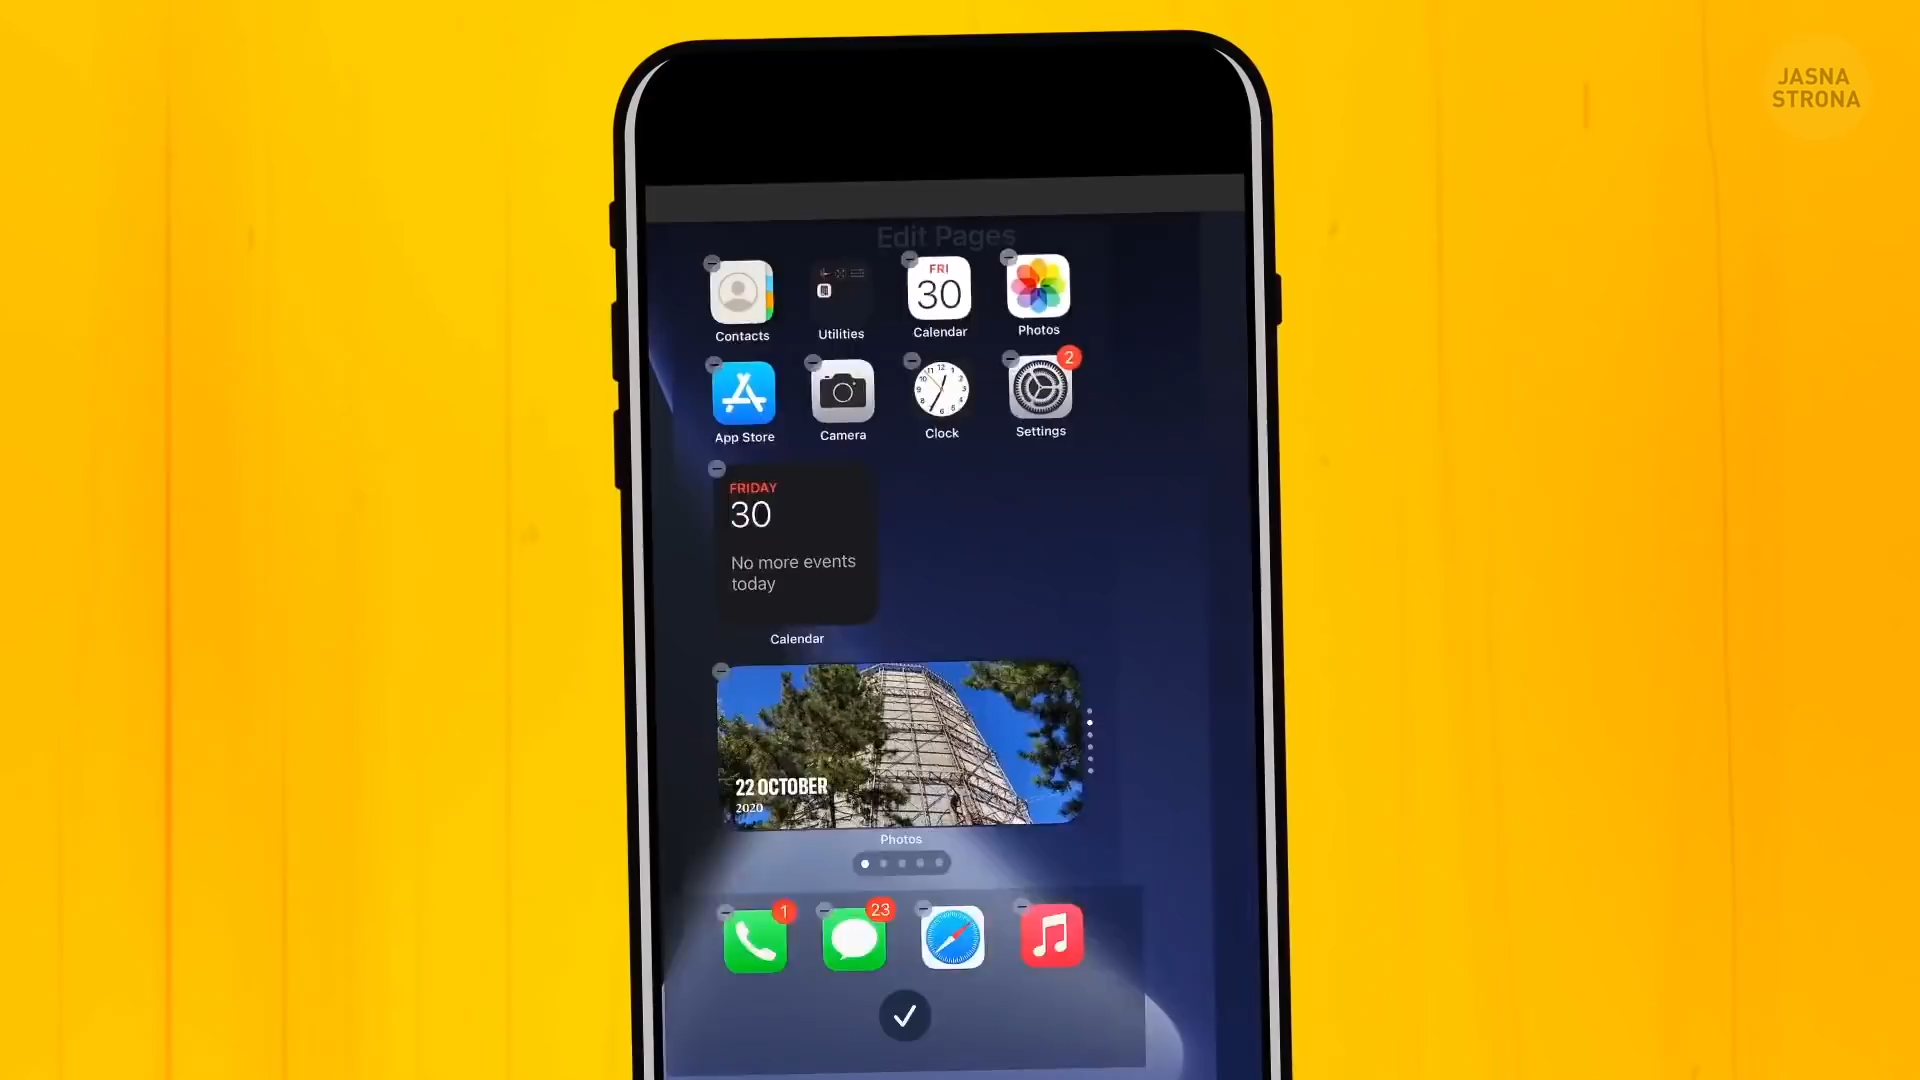 JASNA
STRONA
Edit Pages
Contacts
Utilities
FRI
30
Calendar
Photos
App Store
Camera
Clock
2
Settings
FRIDAY
30
No more events
today
Calendar
22 OCTOBER
2020
Photos
1
23